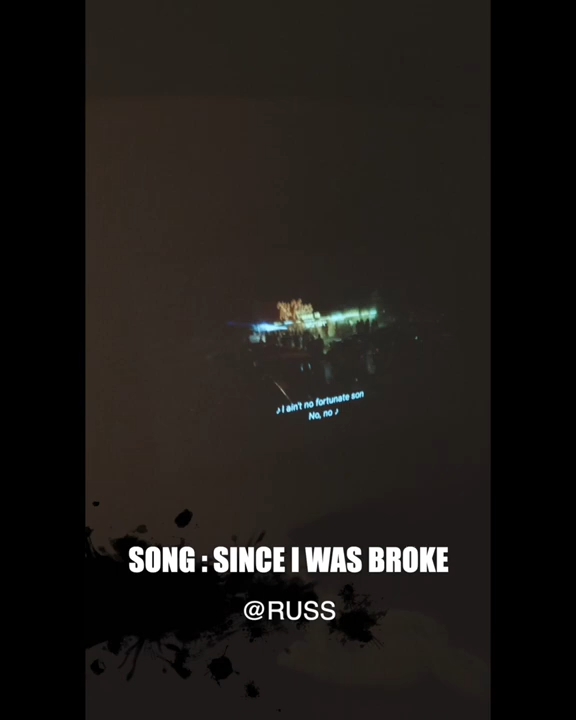 ♪ I ain't no fortunate son
No, no ♪
SONG : SINCE I WAS BROKE
@RUSS